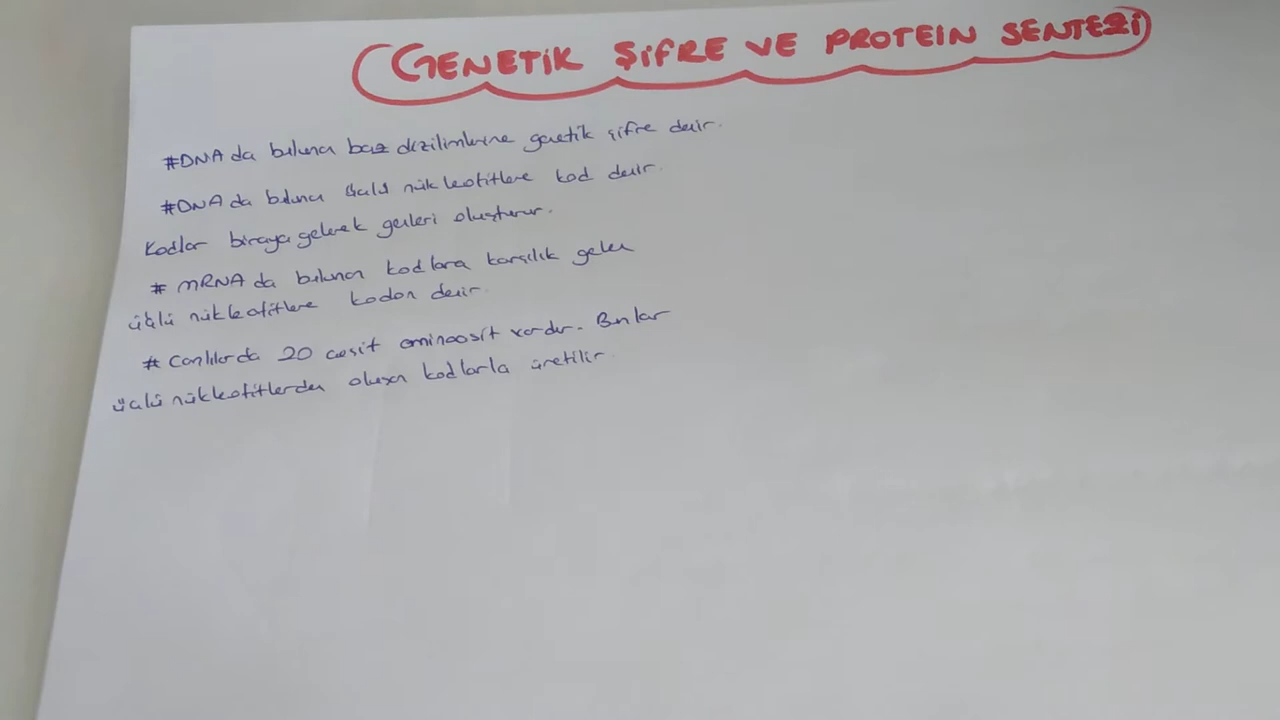 GENETİK ŞİFRE VE PROTEIN SENTEZİ
#DNA da bulunan baz dizilimlerine genetik şifre denir.
#DNA da bulunan üçlü nükleotitlere kod denir.
Kodlar biraraya gelerek genleri oluşturur.
# mRNA da bulunan kodlara karşılık gelen
üçlü nükleotitlere kodon denir.
# Canlılarda 20 çeşit aminoasit vardır. Bunlar
üçlü nükleotitlerden oluşan kodlarla üretilir.